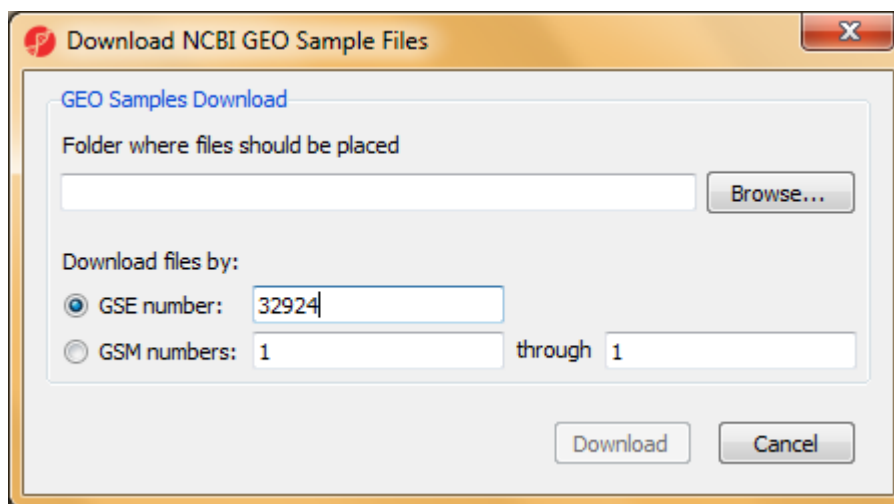 Download NCBI GEO Sample Files
GEO Samples Download
Folder where files should be placed
Browse...
Download files by:
GSE number: 32924
GSM numbers: 1 through 1
Download Cancel